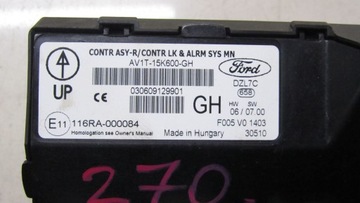 CONTR ASY-R/CONTR LK & ALRM SYS MN
AV1T-15K600-GH
Ford
UP
030609129901
DZL7C
658
CE
GH
HW SW
06 / 07.00
E11 116RA-000084
Homologation see Owner's Manual
Made in Hungary
F005 V0 1403
30510
270.